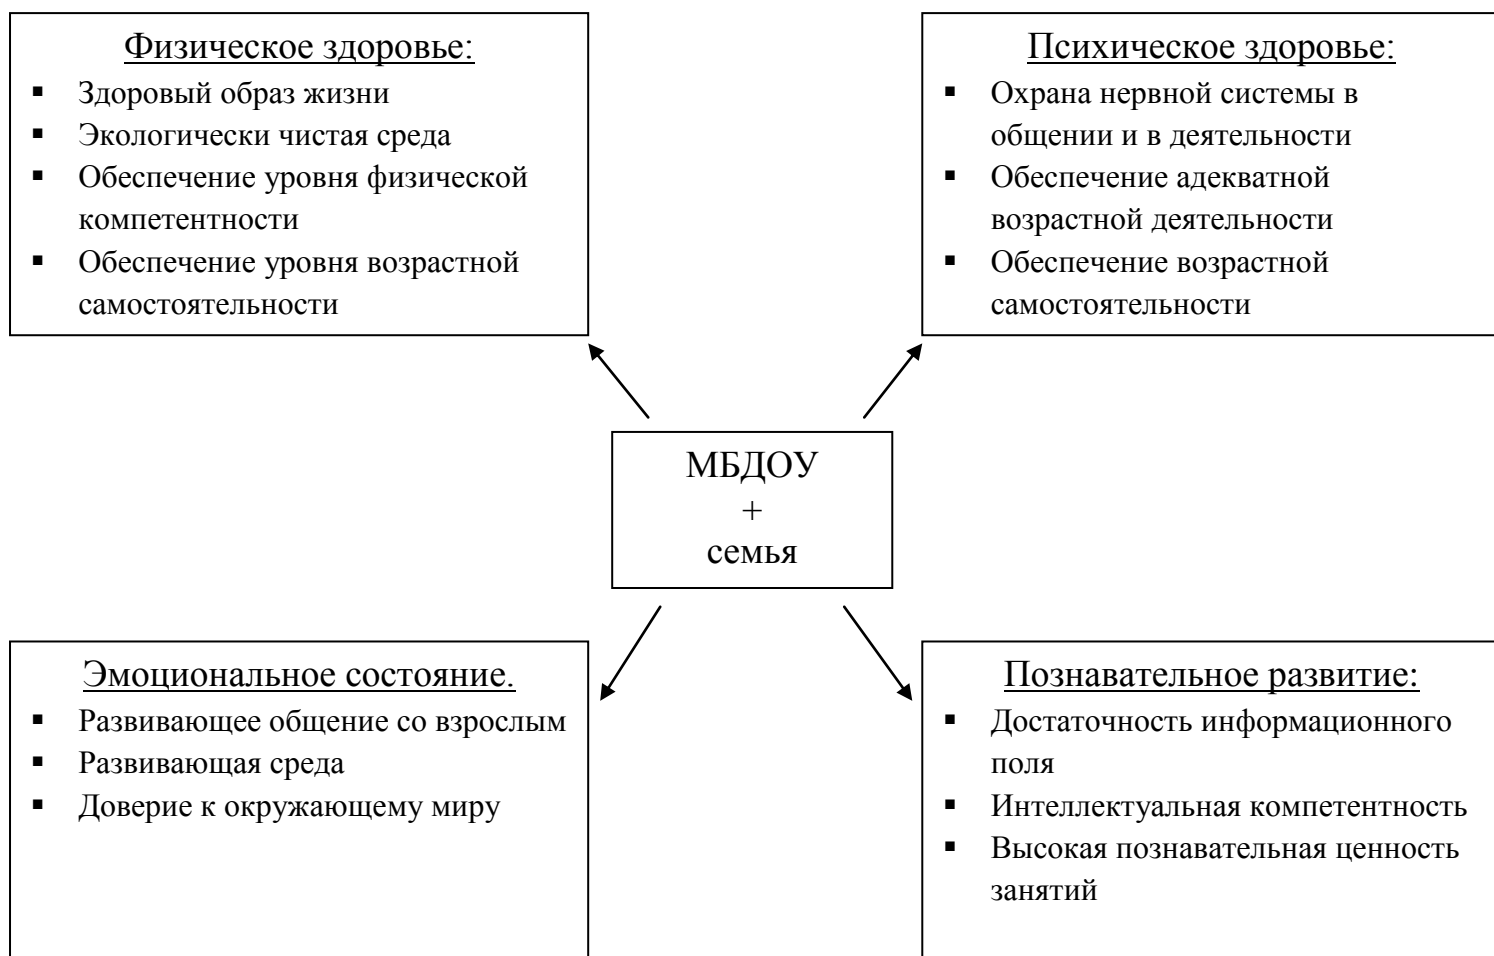 Физическое здоровье:
▪ Здоровый образ жизни
▪ Экологически чистая среда
▪ Обеспечение уровня физической
компетентности
▪ Обеспечение уровня возрастной
самостоятельности
Психическое здоровье:
▪ Охрана нервной системы в
общении и в деятельности
▪ Обеспечение адекватной
возрастной деятельности
▪ Обеспечение возрастной
самостоятельности
МБДОУ
+
семья
Эмоциональное состояние.
▪ Развивающее общение со взрослым
▪ Развивающая среда
▪ Доверие к окружающему миру
Познавательное развитие:
▪ Достаточность информационного
поля
▪ Интеллектуальная компетентность
▪ Высокая познавательная ценность
занятий